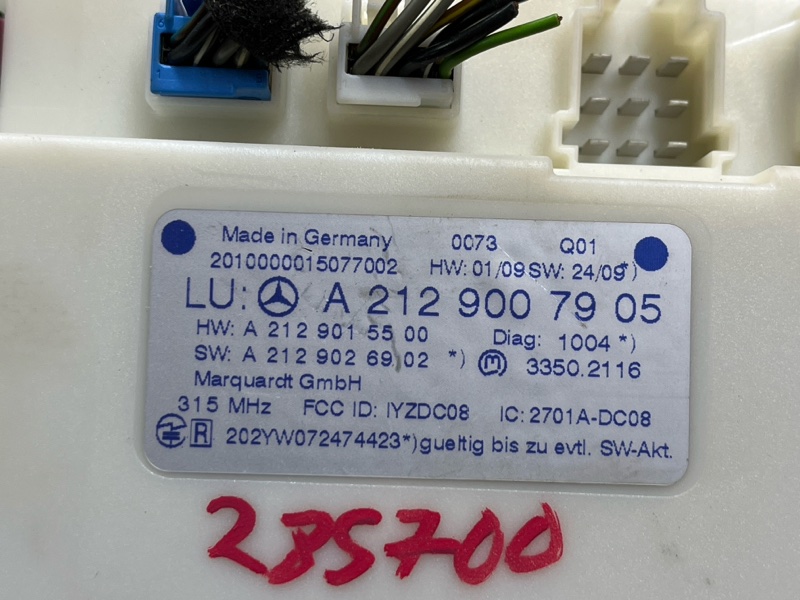 Made in Germany 0073 Q01
2010000015077002 HW: 01/09 SW: 24/09*)
LU: A 212 900 79 05
HW: A 212 901 55 00 Diag: 1004 *)
SW: A 212 902 69 02 *) 3350.2116
Marquardt GmbH
315 MHz FCC ID: IYZDC08 IC: 2701A-DC08
R 202YW072474423*)gueltig bis zu evtl. SW-Akt.
285700